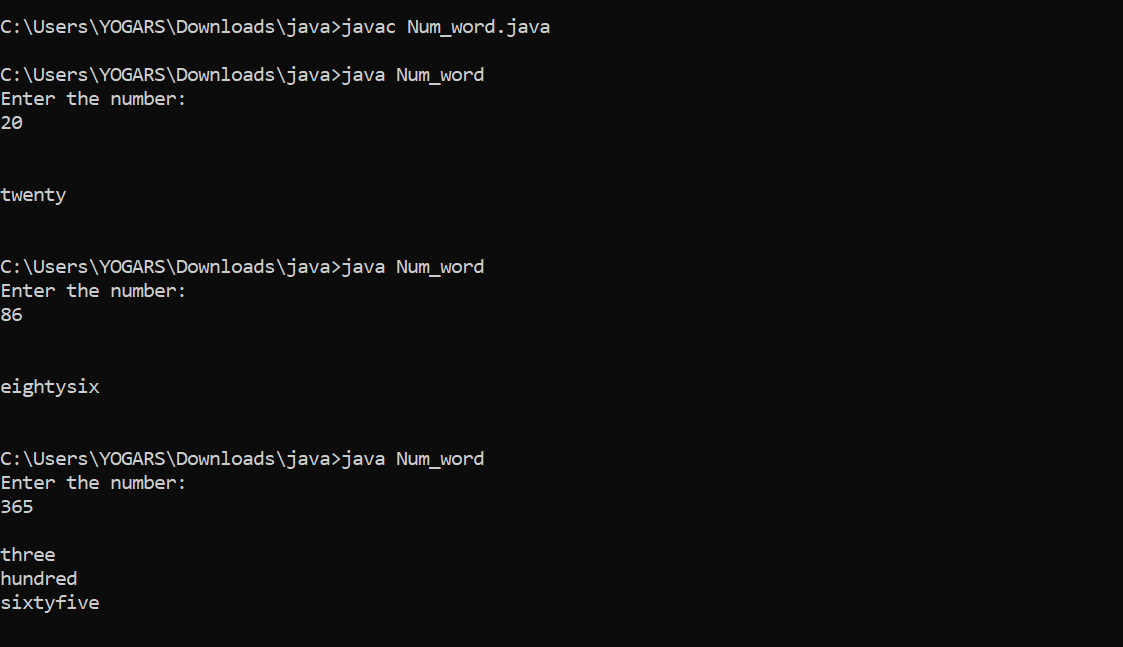 C:\Users\YOGARS\Downloads\java>javac Num_word.java
C:\Users\YOGARS\Downloads\java>java Num_word
Enter the number:
20
twenty
C:\Users\YOGARS\Downloads\java>java Num_word
Enter the number:
86
eightysix
C:\Users\YOGARS\Downloads\java>java Num_word
Enter the number:
365
three
hundred
sixtyfive